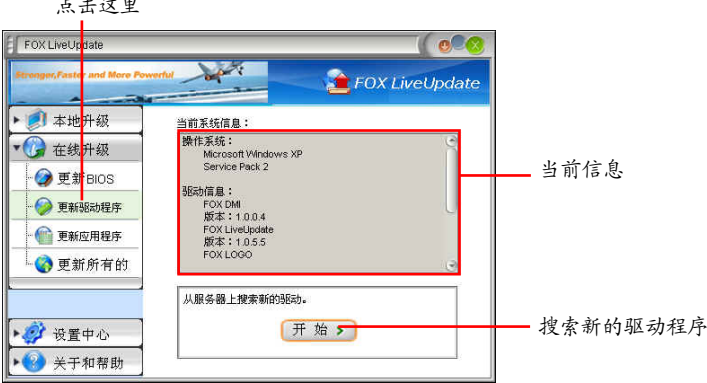 点击这里
FOX LiveUpdate
Stronger,Faster and More Powerful
FOX LiveUpdate
本地升级
在线升级
更新BIOS
更新驱动程序
更新应用程序
更新所有的
设置中心
关于和帮助
当前系统信息：
操作系统：
Microsoft Windows XP
Service Pack 2
驱动信息：
FOX DMI
版本：1.0.0.4
FOX LiveUpdate
版本：1.0.5.5
FOX LOGO
从服务器上搜索新的驱动。
开 始
当前信息
搜索新的驱动程序